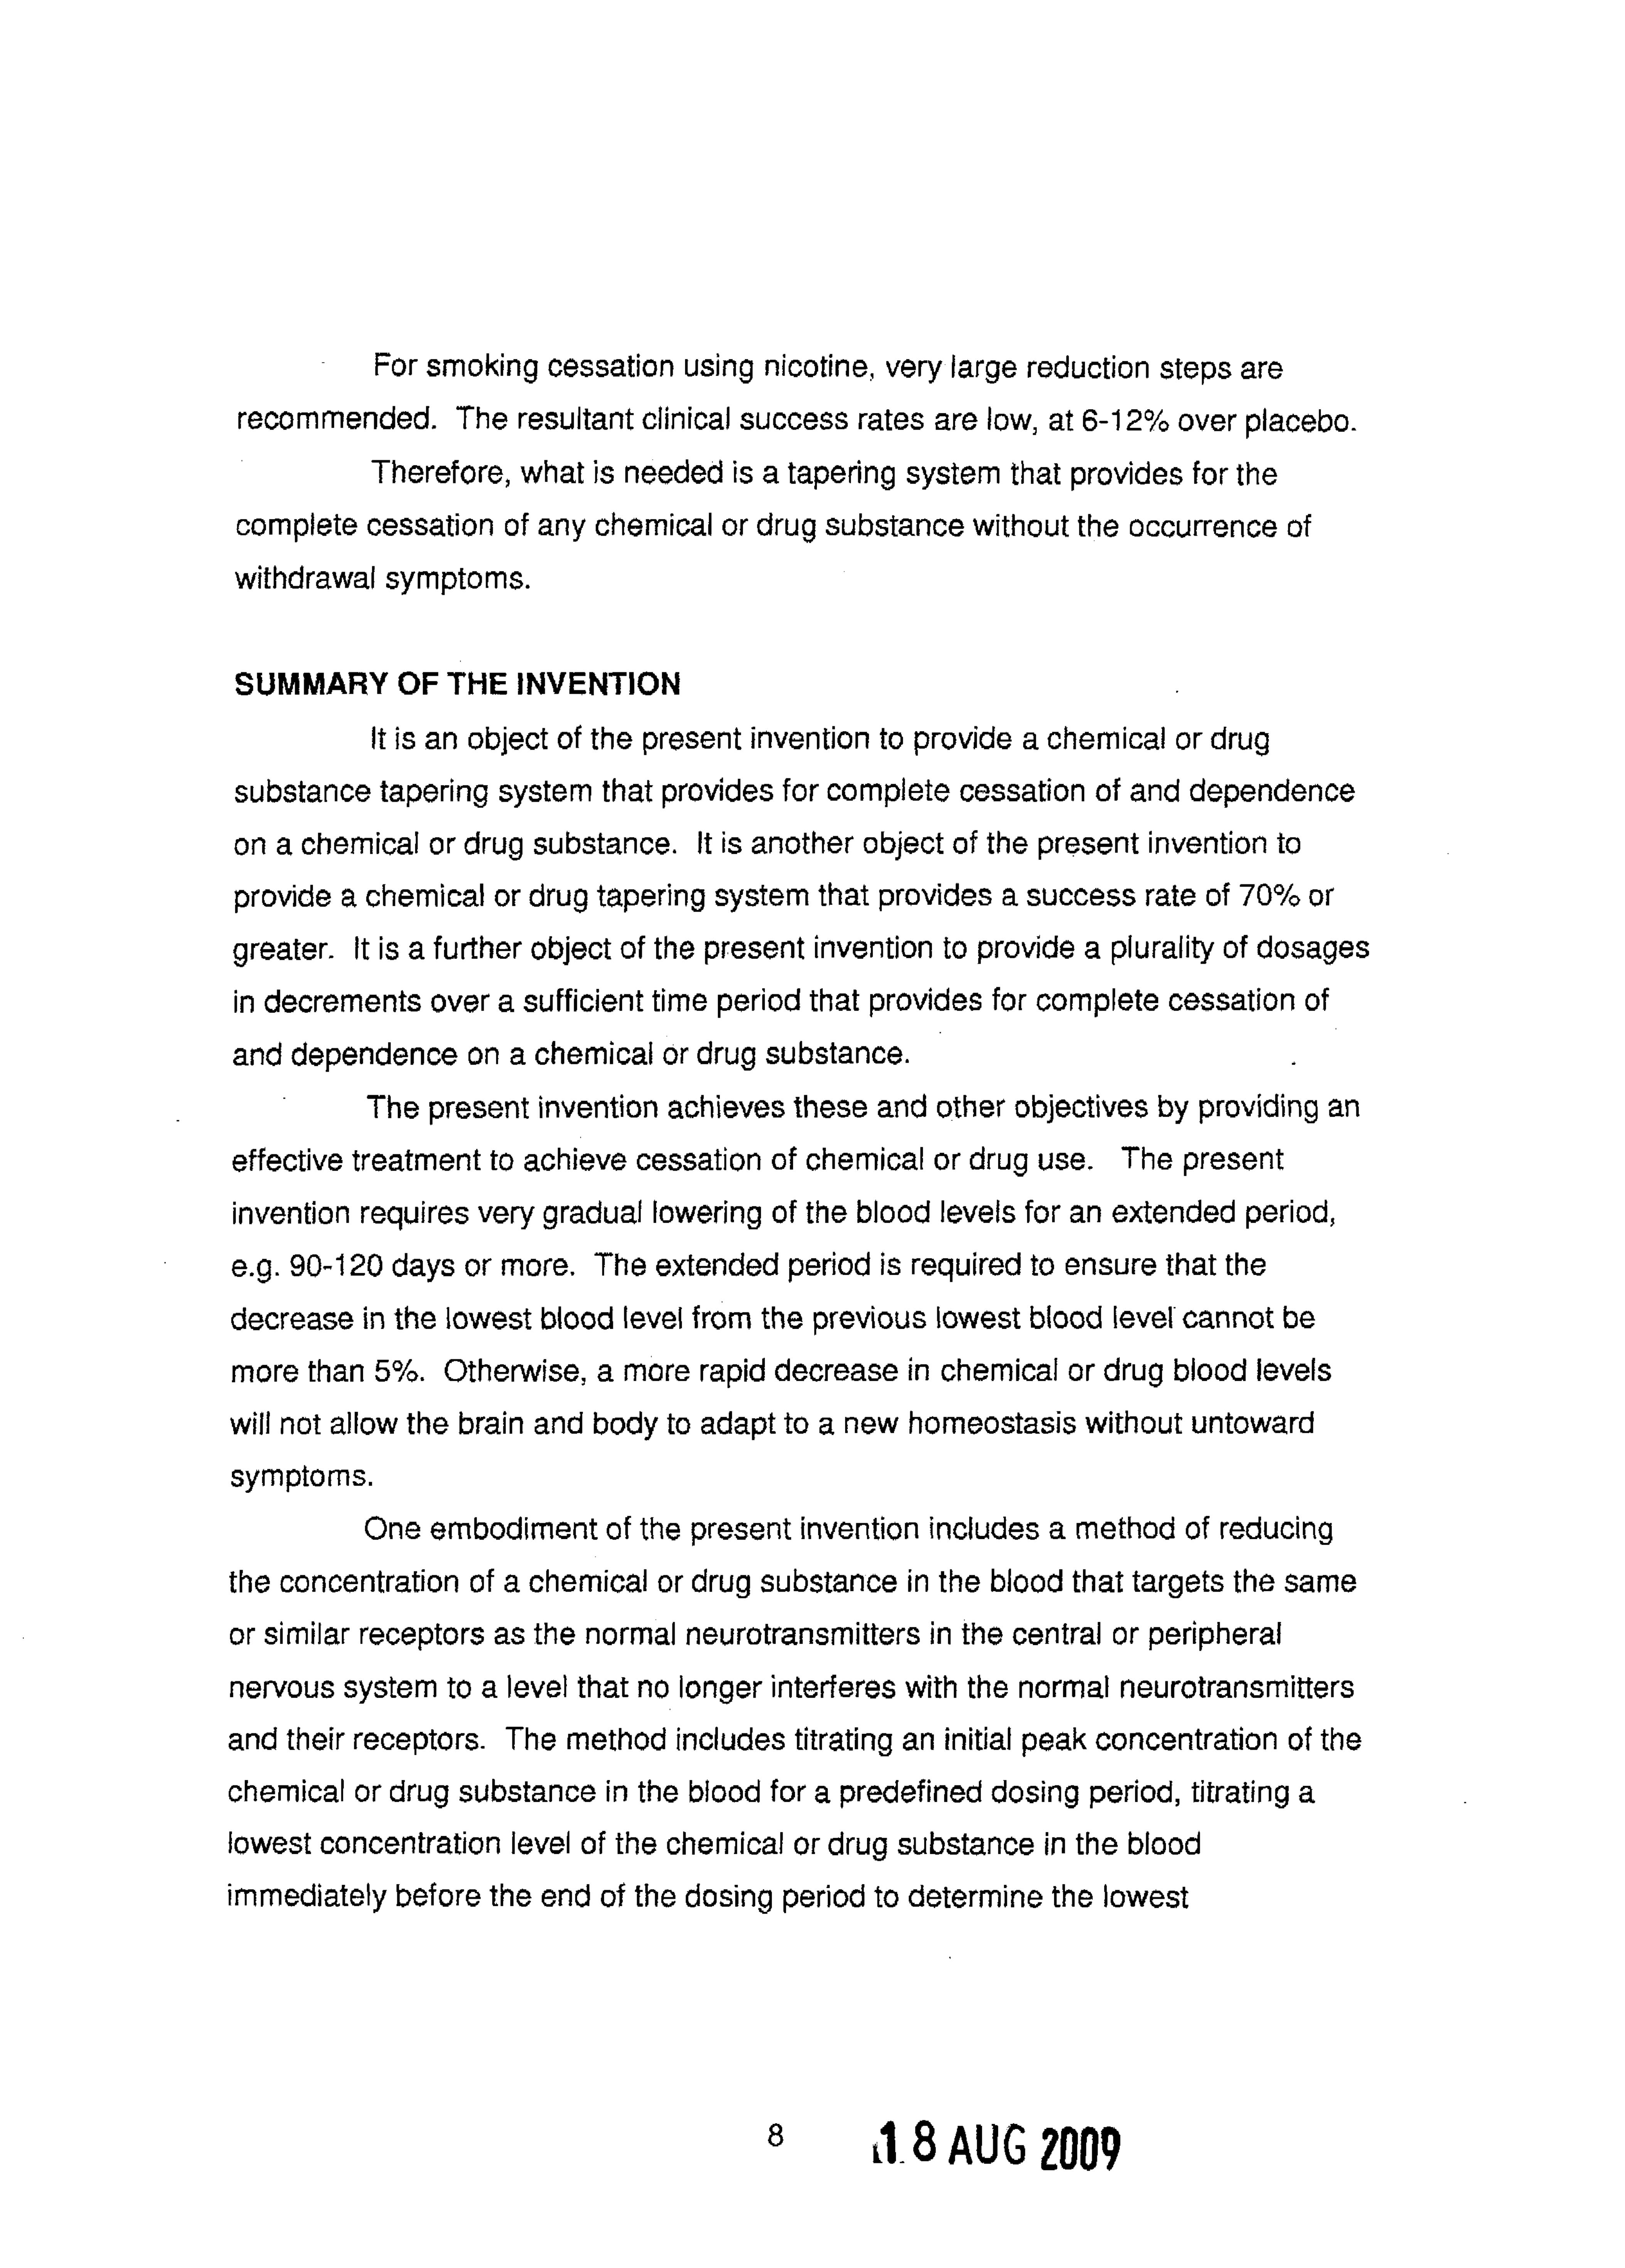 For smoking cessation using nicotine, very large reduction steps are
recommended. The resultant clinical success rates are low, at 6-12% over placebo.
Therefore, what is needed is a tapering system that provides for the
complete cessation of any chemical or drug substance without the occurrence of
withdrawal symptoms.
SUMMARY OF THE INVENTION
It is an object of the present invention to provide a chemical or drug
substance tapering system that provides for complete cessation of and dependence
on a chemical or drug substance. It is another object of the present invention to
provide a chemical or drug tapering system that provides a success rate of 70% or
greater. It is a further object of the present invention to provide a plurality of dosages
in decrements over a sufficient time period that provides for complete cessation of
and dependence on a chemical or drug substance.
The present invention achieves these and other objectives by providing an
effective treatment to achieve cessation of chemical or drug use. The present
invention requires very gradual lowering of the blood levels for an extended period,
e.g. 90-120 days or more. The extended period is required to ensure that the
decrease in the lowest blood level from the previous lowest blood level cannot be
more than 5%. Otherwise, a more rapid decrease in chemical or drug blood levels
will not allow the brain and body to adapt to a new homeostasis without untoward
symptoms.
One embodiment of the present invention includes a method of reducing
the concentration of a chemical or drug substance in the blood that targets the same
or similar receptors as the normal neurotransmitters in the central or peripheral
nervous system to a level that no longer interferes with the normal neurotransmitters
and their receptors. The method includes titrating an initial peak concentration of the
chemical or drug substance in the blood for a predefined dosing period, titrating a
lowest concentration level of the chemical or drug substance in the blood
immediately before the end of the dosing period to determine the lowest
8
18 AUG 2009